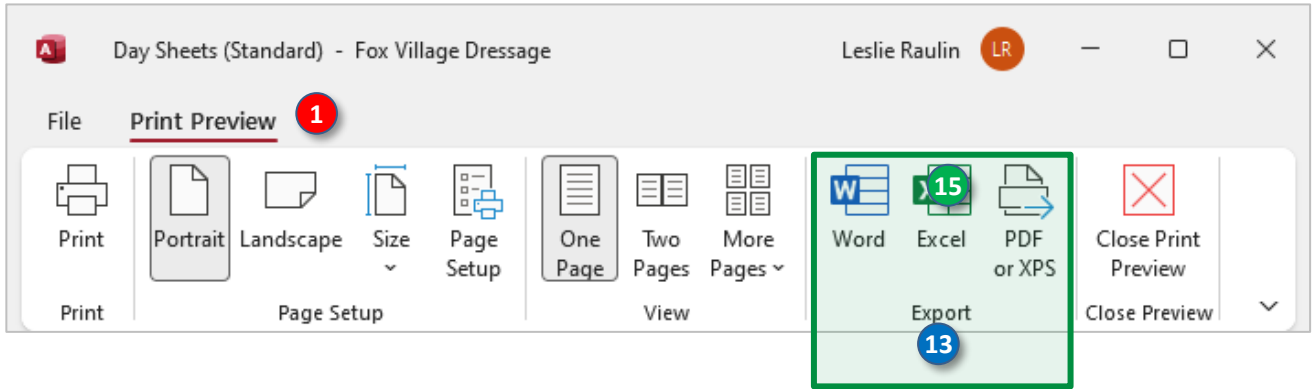 A Day Sheets (Standard) - Fox Village Dressage Leslie Raulin LR
File Print Preview 1
W X 15
Print Portrait Landscape Size Page Setup One Page Two Pages More Pages Word Excel PDF or XPS Close Print Preview
Print Page Setup View Export Close Preview
13